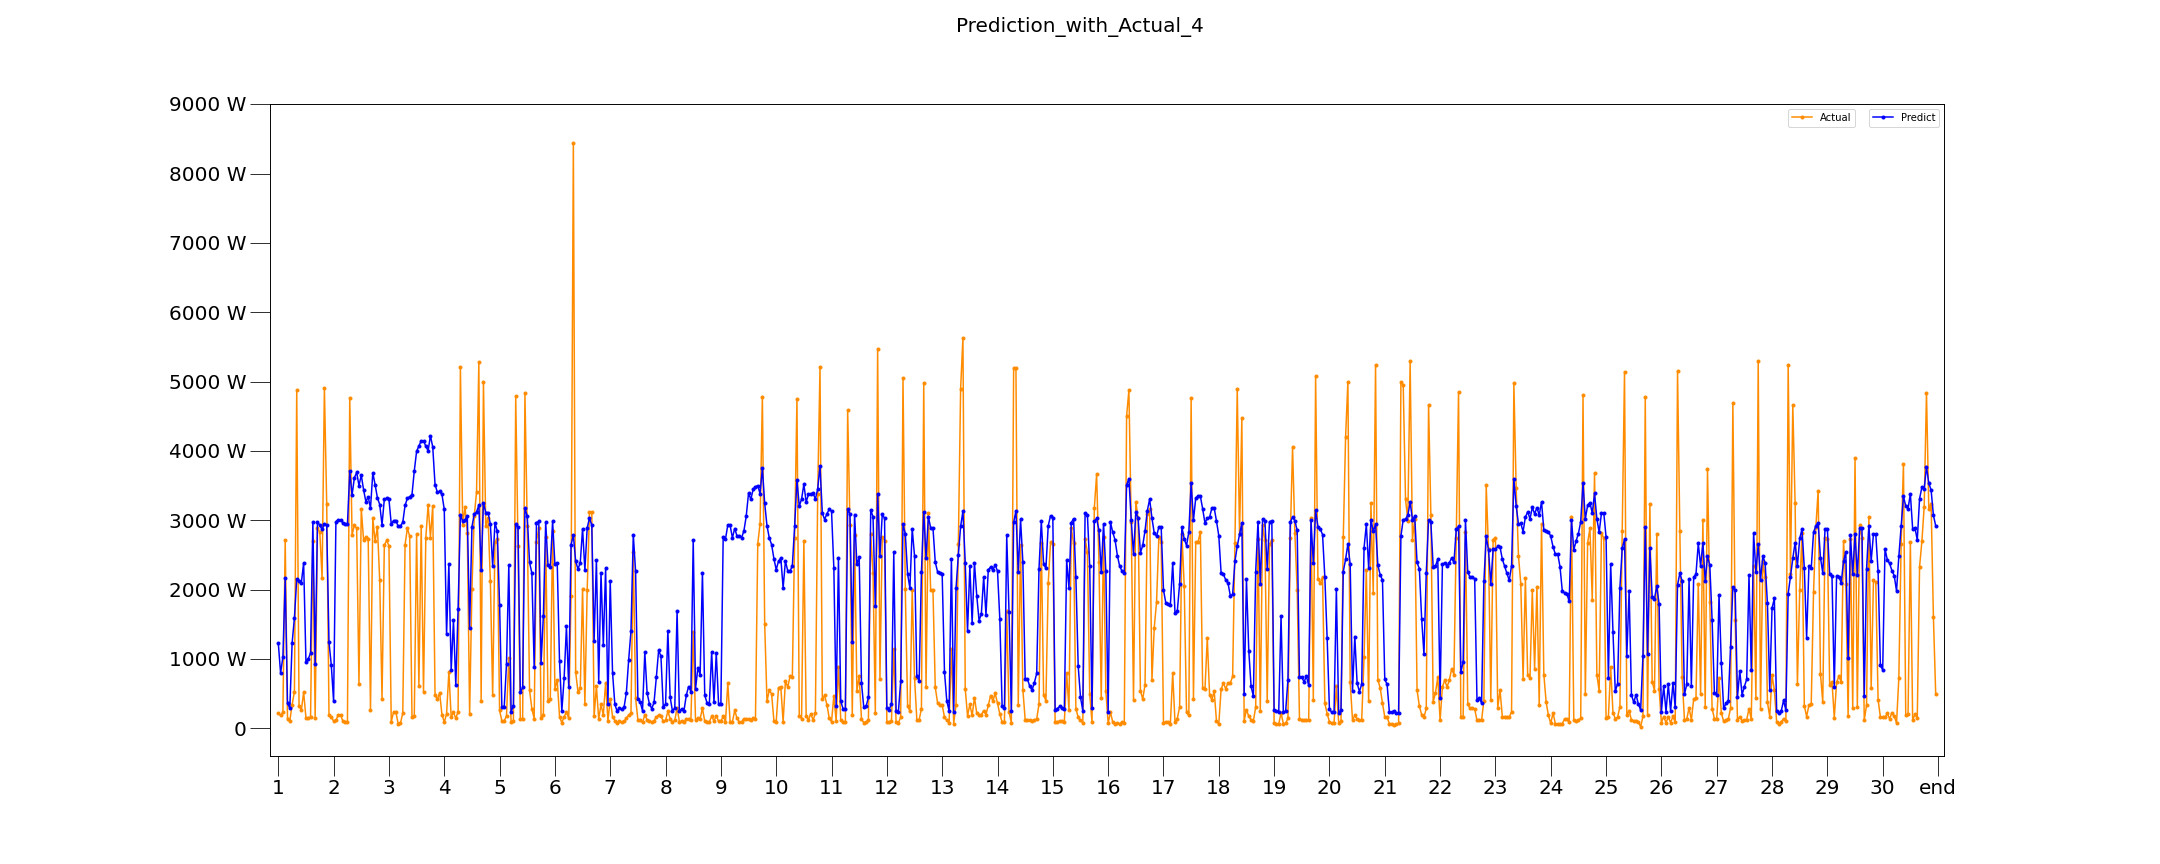 Prediction_with_Actual_4
Actual Predict
9000 W
8000 W
7000 W
6000 W
5000 W
4000 W
3000 W
2000 W
1000 W
0
1 2 3 4 5 6 7 8 9 10 11 12 13 14 15 16 17 18 19 20 21 22 23 24 25 26 27 28 29 30 end